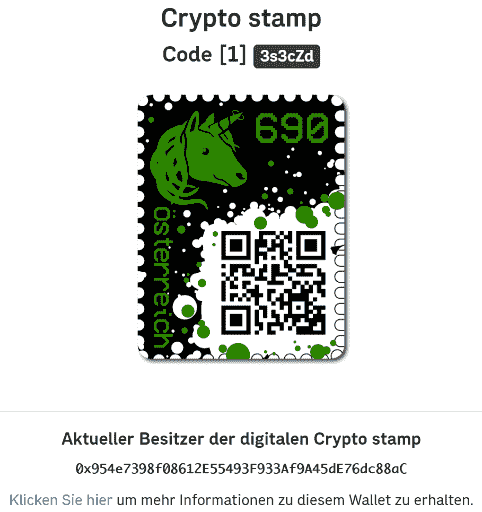 Crypto stamp
Code [1] 3s3cZd
690
österreich
Aktueller Besitzer der digitalen Crypto stamp
0x954e7398f08612E55493F933Af9A45dE76dc88aC
Klicken Sie hier um mehr Informationen zu diesem Wallet zu erhalten.